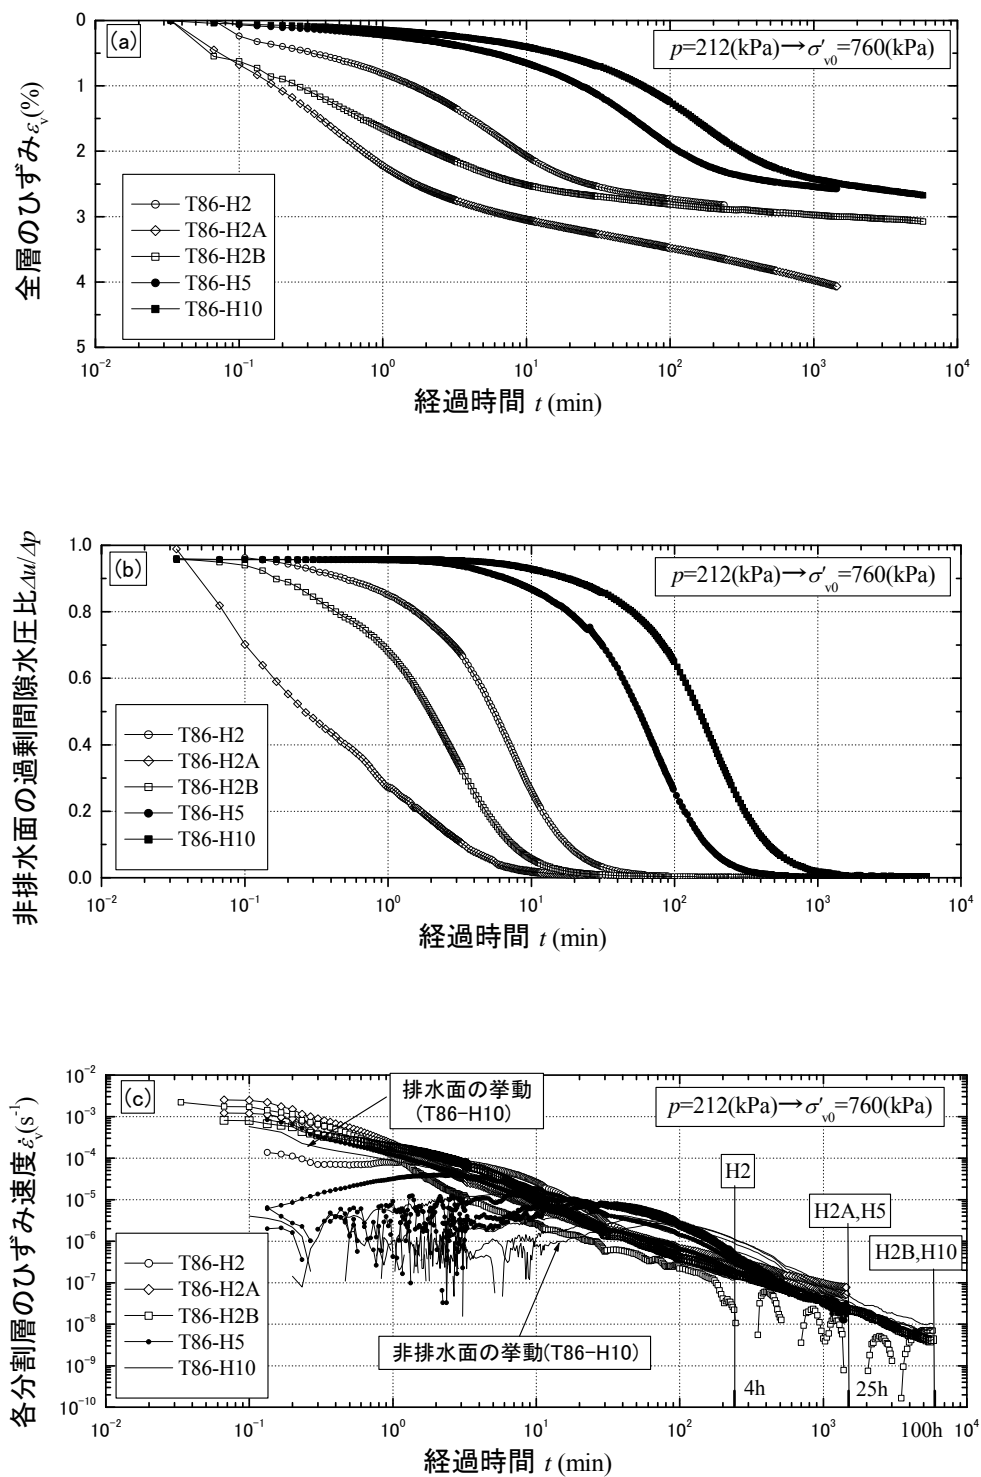 (a)
p=212(kPa)→σ′v0=760(kPa)
全層のひずみεv(%)
0
1
2
3
4
5
T86-H2
T86-H2A
T86-H2B
T86-H5
T86-H10
10⁻² 10⁻¹ 10⁰ 10¹ 10² 10³ 10⁴
経過時間 t (min)
(b)
p=212(kPa)→σ′v0=760(kPa)
非排水面の過剰間隙水圧比Δu/Δp
1.0
0.8
0.6
0.4
0.2
0.0
T86-H2
T86-H2A
T86-H2B
T86-H5
T86-H10
10⁻² 10⁻¹ 10⁰ 10¹ 10² 10³ 10⁴
経過時間 t (min)
(c)
排水面の挙動
(T86-H10)
p=212(kPa)→σ′v0=760(kPa)
各分割層のひずみ速度ε̇v(s⁻¹)
10⁻²
10⁻³
10⁻⁴
10⁻⁵
10⁻⁶
10⁻⁷
10⁻⁸
10⁻⁹
10⁻¹⁰
H2
H2A,H5
H2B,H10
T86-H2
T86-H2A
T86-H2B
T86-H5
T86-H10
非排水面の挙動(T86-H10)
4h
25h
100h
10⁻² 10⁻¹ 10⁰ 10¹ 10² 10³ 10⁴
経過時間 t (min)